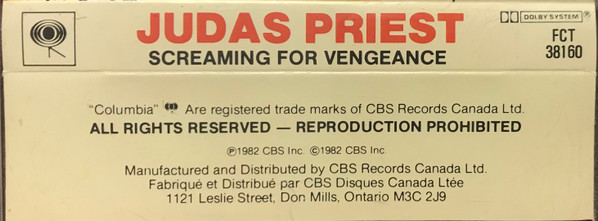 JUDAS PRIEST
SCREAMING FOR VENGEANCE
DOLBY SYSTEM®
FCT
38160
"Columbia" Are registered trade marks of CBS Records Canada Ltd.
ALL RIGHTS RESERVED — REPRODUCTION PROHIBITED
℗1982 CBS Inc. ©1982 CBS Inc.
Manufactured and Distributed by CBS Records Canada Ltd.
Fabriqué et Distribué par CBS Disques Canada Ltée
1121 Leslie Street, Don Mills, Ontario M3C 2J9